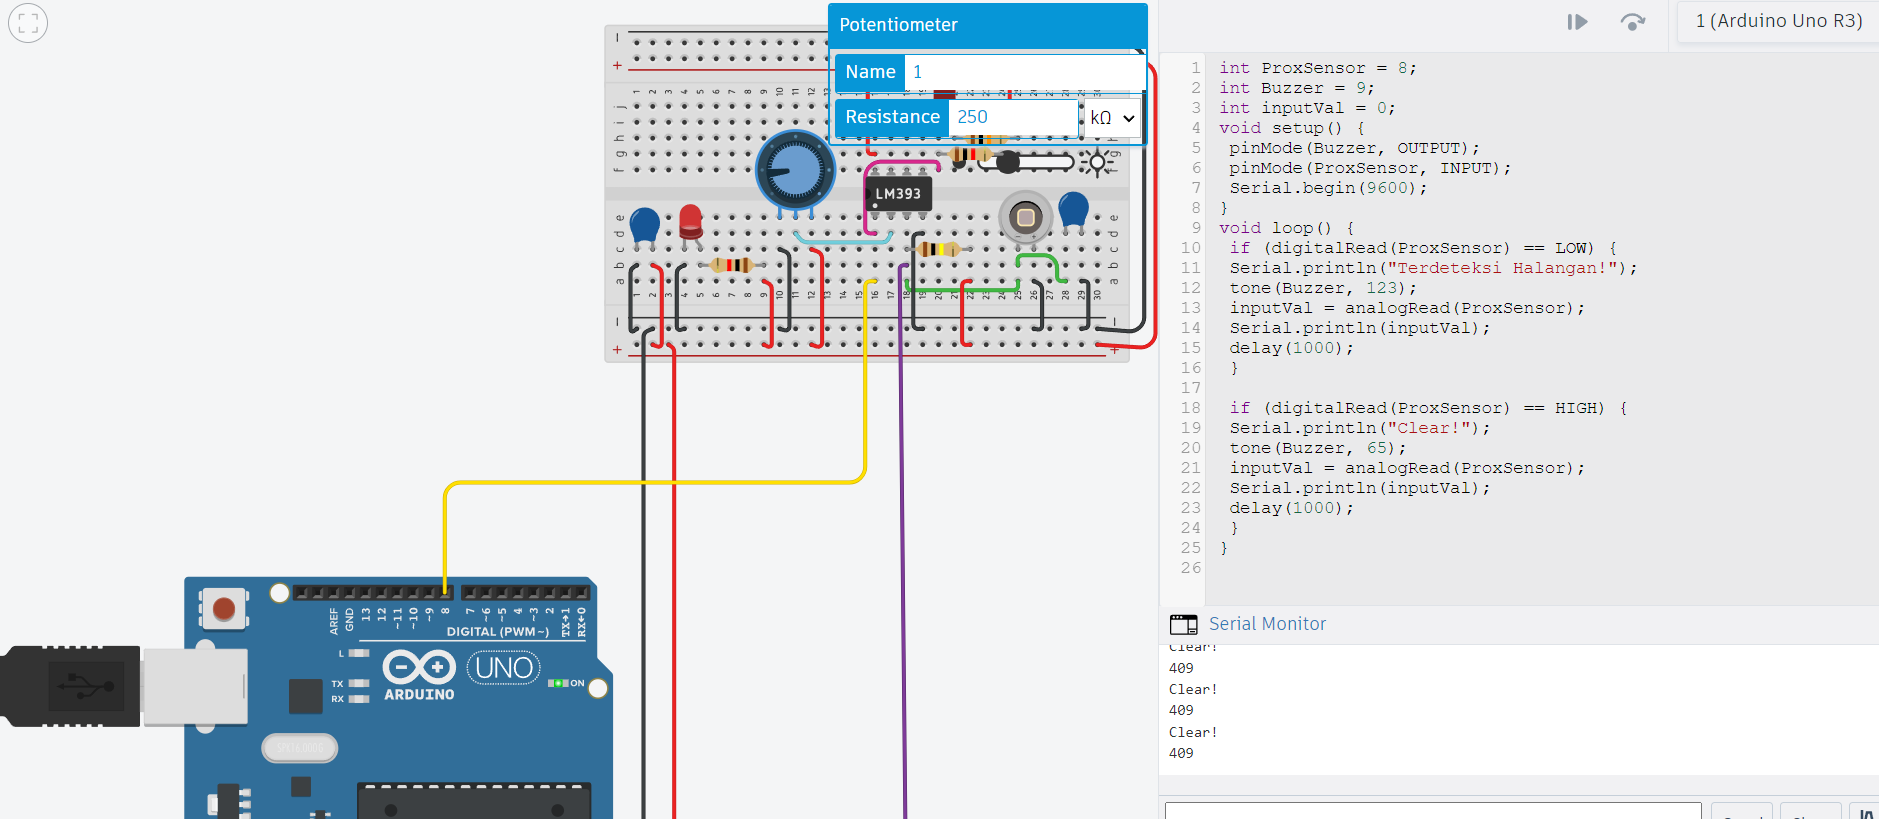 Potentiometer
Name 1
Resistance 250 kΩ
LM393
1 (Arduino Uno R3)
1 int ProxSensor = 8;
2 int Buzzer = 9;
3 int inputVal = 0;
4 void setup() {
5 pinMode(Buzzer, OUTPUT);
6 pinMode(ProxSensor, INPUT);
7 Serial.begin(9600);
8 }
9 void loop() {
10 if (digitalRead(ProxSensor) == LOW) {
11 Serial.println("Terdeteksi Halangan!");
12 tone(Buzzer, 123);
13 inputVal = analogRead(ProxSensor);
14 Serial.println(inputVal);
15 delay(1000);
16 }
17
18 if (digitalRead(ProxSensor) == HIGH) {
19 Serial.println("Clear!");
20 tone(Buzzer, 65);
21 inputVal = analogRead(ProxSensor);
22 Serial.println(inputVal);
23 delay(1000);
24 }
25 }
26
Serial Monitor
Clear!
409
Clear!
409
Clear!
409
AREF GND 13 12 ~11 ~10 ~9 8 7 ~6 ~5 ~4 ~3 2 TX→1 RX←0
DIGITAL (PWM~)
L
TX
RX
ARDUINO
UNO
ON